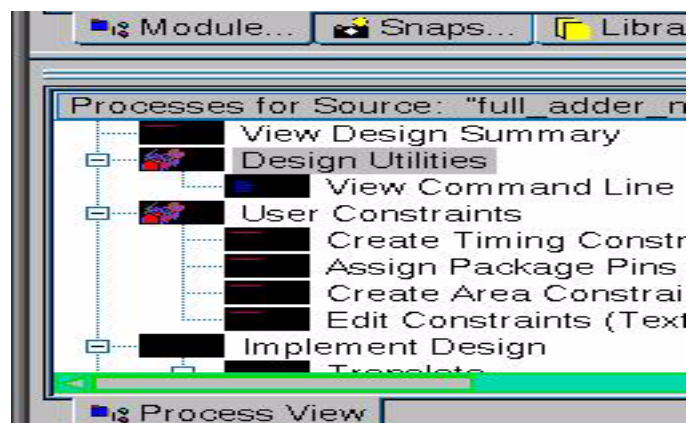 Module... Snaps... Libra
Processes for Source: "full_adder_n
View Design Summary
Design Utilities
View Command Line
User Constraints
Create Timing Constr
Assign Package Pins
Create Area Constrai
Edit Constraints (Text
Implement Design
Translate
Process View